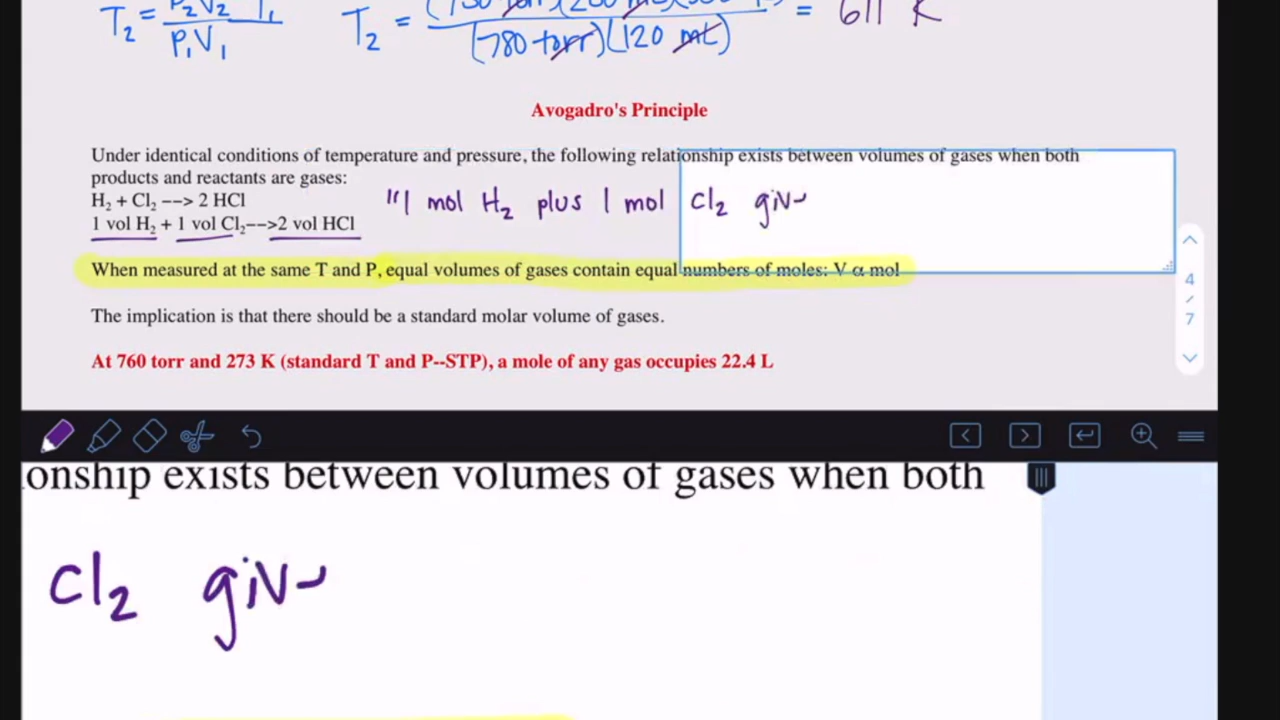 T₂ = P₂V₂ T₁ / P₁V₁ T₂ = / (780 torr)(120 mL) = 611 K
Avogadro's Principle
Under identical conditions of temperature and pressure, the following relationship exists between volumes of gases when both
products and reactants are gases:
H₂ + Cl₂ --> 2 HCl
"1 mol H₂ plus 1 mol Cl₂ giv
1 vol H₂ + 1 vol Cl₂-->2 vol HCl
When measured at the same T and P, equal volumes of gases contain equal numbers of moles: V α mol
The implication is that there should be a standard molar volume of gases.
At 760 torr and 273 K (standard T and P--STP), a mole of any gas occupies 22.4 L
4
/
7
onship exists between volumes of gases when both
Cl₂ giv